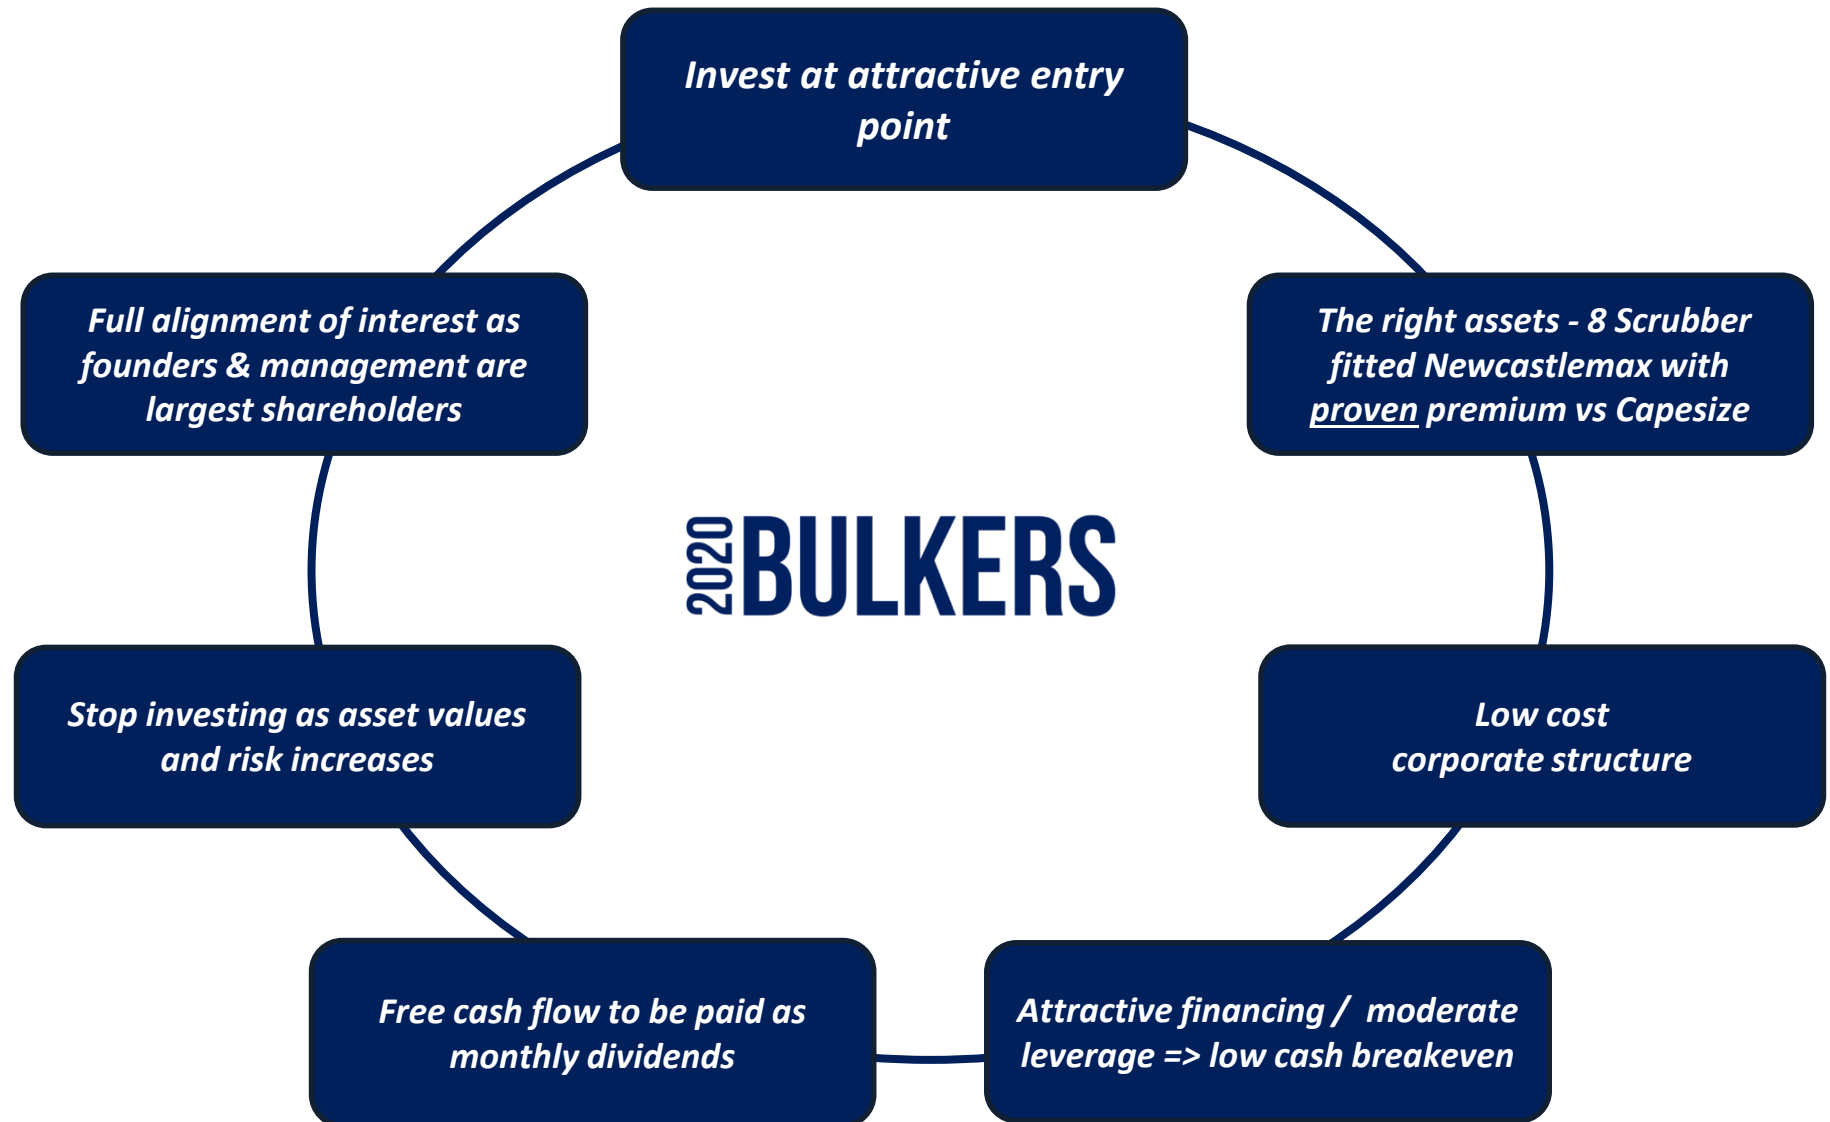 Invest at attractive entry
point
Full alignment of interest as
founders & management are
largest shareholders
The right assets - 8 Scrubber
fitted Newcastlemax with
proven premium vs Capesize
2020 BULKERS
Stop investing as asset values
and risk increases
Low cost
corporate structure
Free cash flow to be paid as
monthly dividends
Attractive financing / moderate
leverage => low cash breakeven